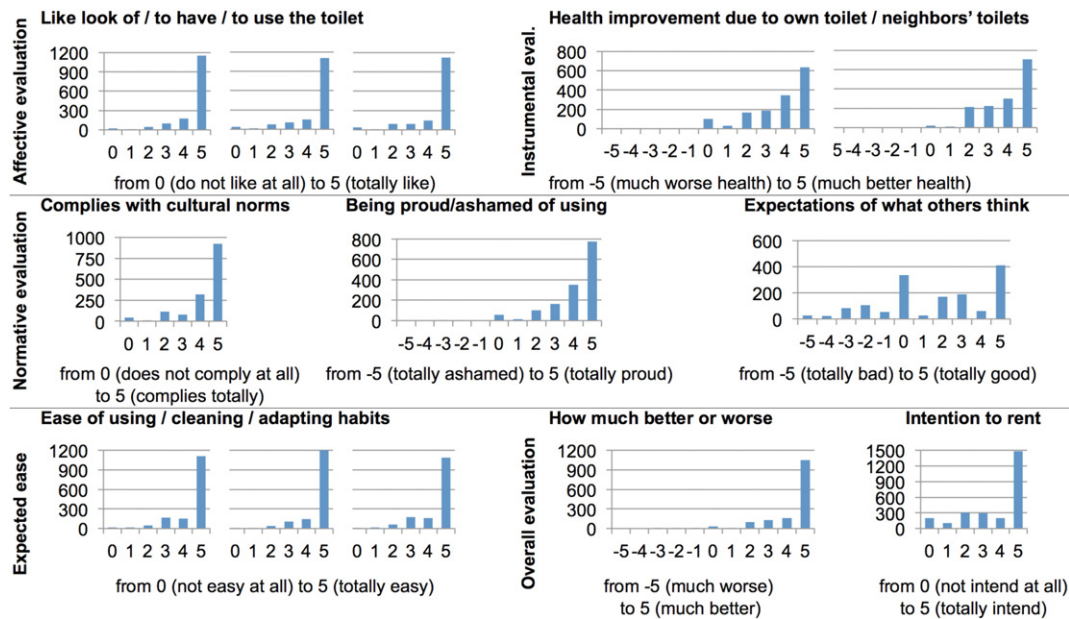 Affective evaluation
Like look of / to have / to use the toilet
1200
900
600
300
0
0 1 2 3 4 5 0 1 2 3 4 5 0 1 2 3 4 5
from 0 (do not like at all) to 5 (totally like)
Instrumental eval.
Health improvement due to own toilet / neighbors' toilets
800
600
400
200
0
-5 -4 -3 -2 -1 0 1 2 3 4 5 -5 -4 -3 -2 -1 0 1 2 3 4 5
from -5 (much worse health) to 5 (much better health)
Normative evaluation
Complies with cultural norms
1000
750
500
250
0
0 1 2 3 4 5
from 0 (does not comply at all)
to 5 (complies totally)
Being proud/ashamed of using
800
600
400
200
0
-5 -4 -3 -2 -1 0 1 2 3 4 5
from -5 (totally ashamed) to 5 (totally proud)
Expectations of what others think
600
400
200
0
-5 -4 -3 -2 -1 0 1 2 3 4 5
from -5 (totally bad) to 5 (totally good)
Expected ease
Ease of using / cleaning / adapting habits
1200
900
600
300
0
0 1 2 3 4 5 0 1 2 3 4 5 0 1 2 3 4 5
from 0 (not easy at all) to 5 (totally easy)
Overall evaluation
How much better or worse
1200
900
600
300
0
-5 -4 -3 -2 -1 0 1 2 3 4 5
from -5 (much worse)
to 5 (much better)
Intention to rent
1500
1200
900
600
300
0
0 1 2 3 4 5
from 0 (not intend at all)
to 5 (totally intend)